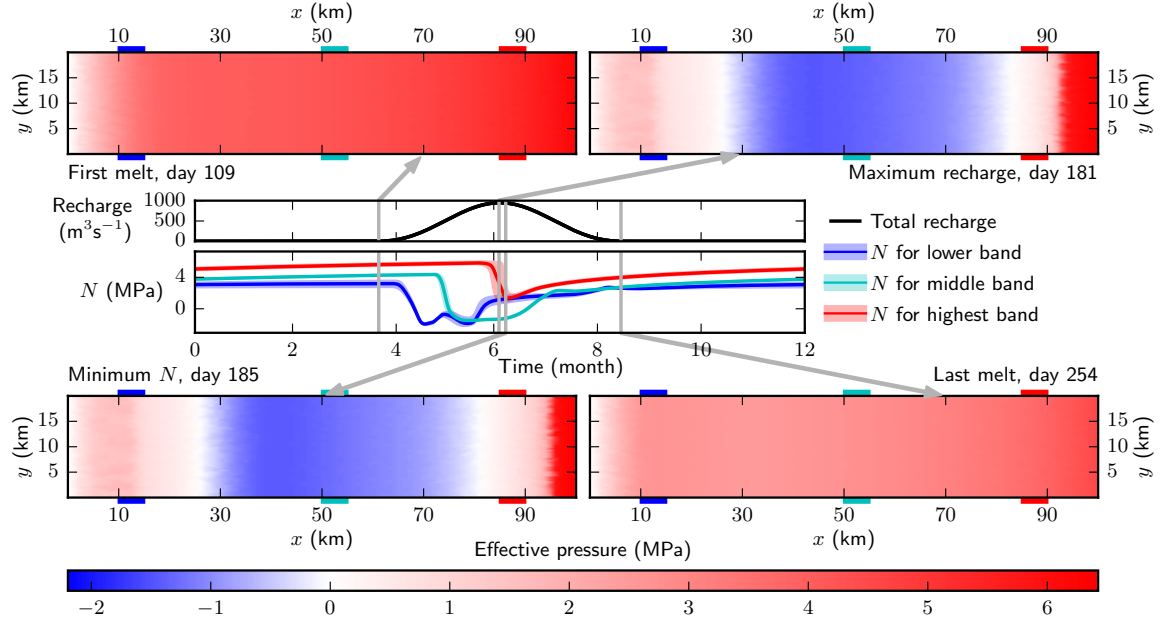 x (km) x (km)
10 30 50 70 90 10 30 50 70 90
y (km) 15 10 5 15 10 5 y (km)
First melt, day 109 Maximum recharge, day 181
Recharge (m³s⁻¹) 1000 500 0
Total recharge
N for lower band
N for middle band
N for highest band
N (MPa) 4 0
0 2 4 6 8 10 12
Time (month)
Minimum N, day 185 Last melt, day 254
y (km) 15 10 5 15 10 5 y (km)
10 30 50 70 90 10 30 50 70 90
x (km) x (km)
Effective pressure (MPa)
−2 −1 0 1 2 3 4 5 6